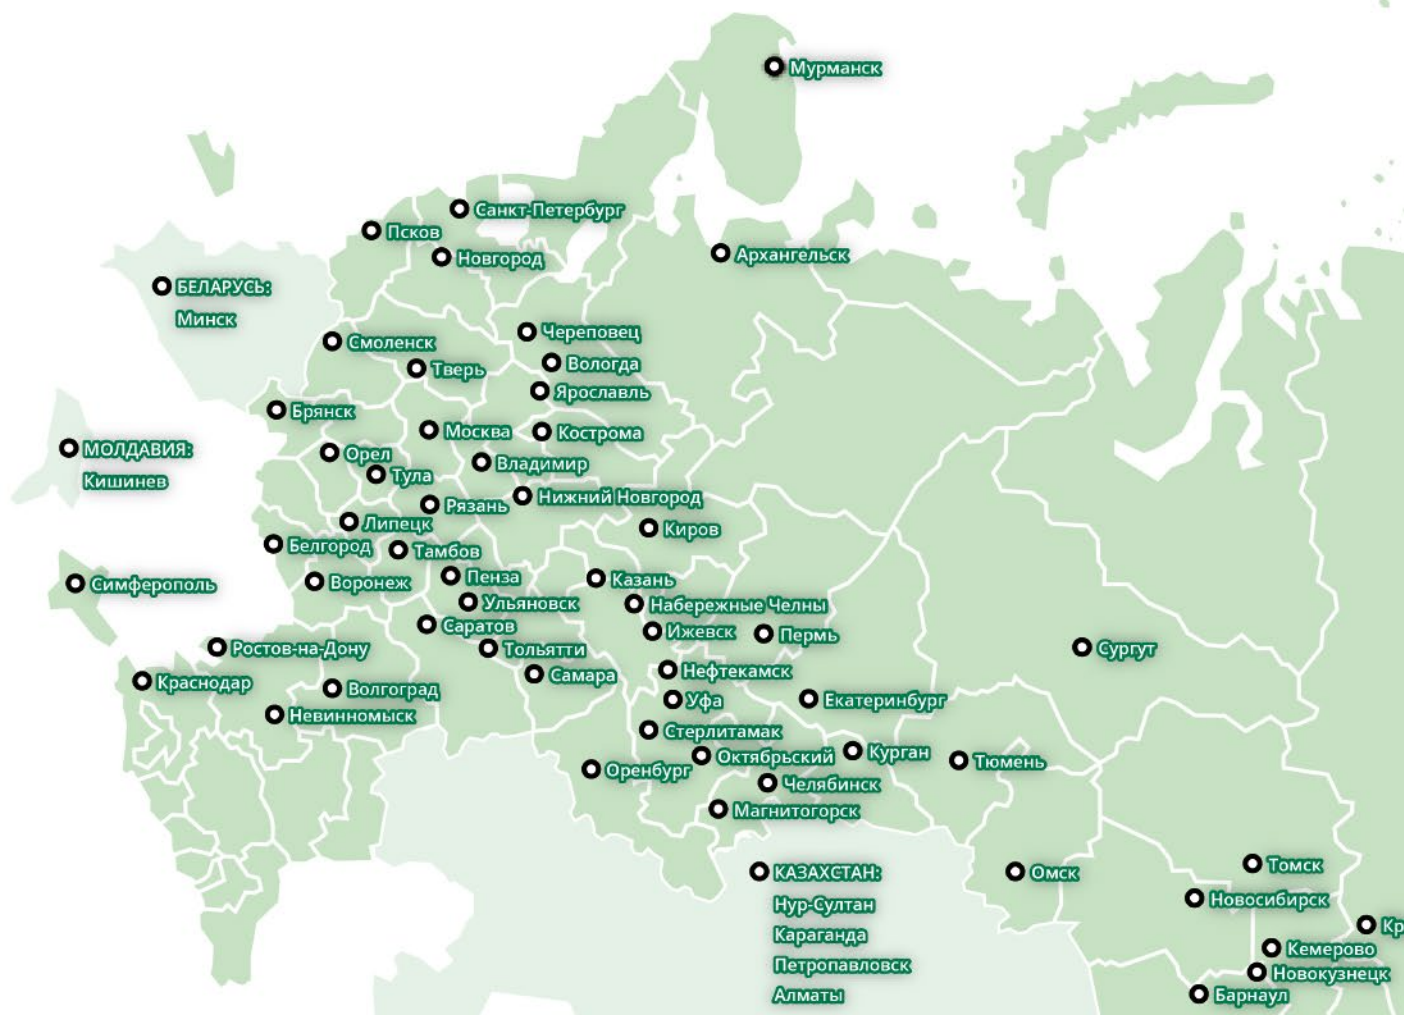 Мурманск
Санкт-Петербург
Псков
Новгород
Архангельск
БЕЛАРУСЬ:
Минск
Череповец
Смоленск
Вологда
Тверь
Ярославль
Брянск
Москва
Кострома
МОЛДАВИЯ:
Кишинев
Орел
Владимир
Тула
Нижний Новгород
Рязань
Липецк
Киров
Белгород
Тамбов
Симферополь
Воронеж
Пенза
Казань
Ульяновск
Набережные Челны
Саратов
Ижевск
Пермь
Ростов-на-Дону
Тольятти
Сургут
Краснодар
Волгоград
Самара
Нефтекамск
Уфа
Екатеринбург
Невинномыск
Стерлитамак
Октябрьский
Курган
Тюмень
Оренбург
Челябинск
Магнитогорск
КАЗАХСТАН:
Нур-Султан
Караганда
Петропавловск
Алматы
Омск
Томск
Новосибирск
Кр
Кемерово
Новокузнецк
Барнаул